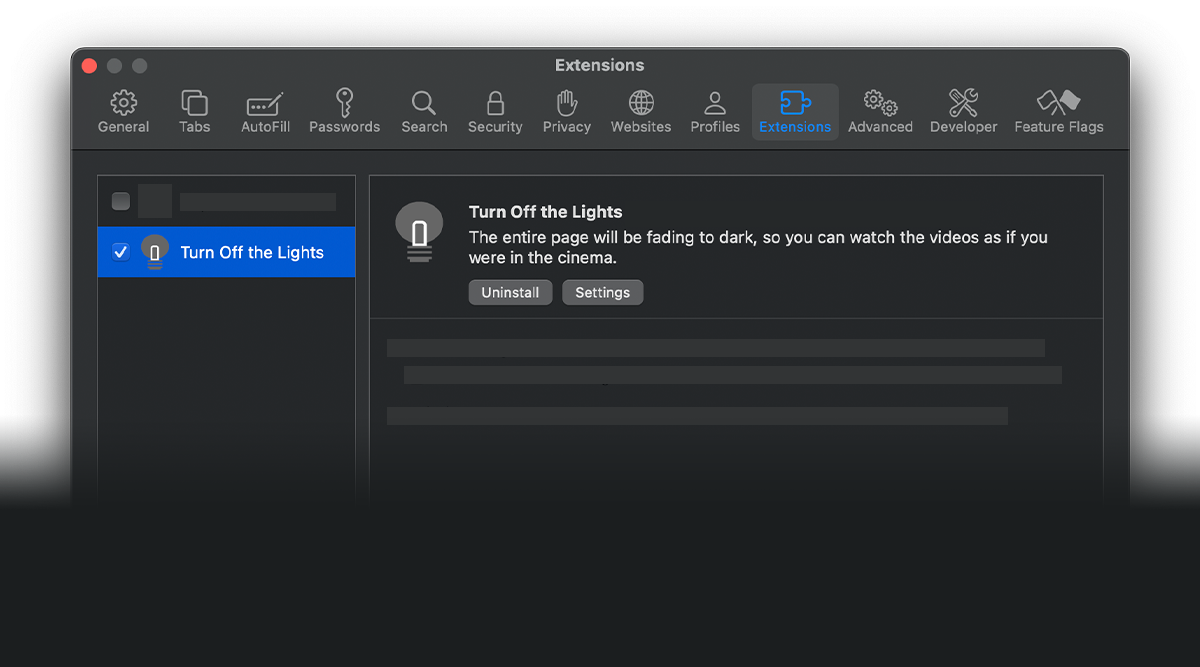 Extensions
General
Tabs
AutoFill
Passwords
Search
Security
Privacy
Websites
Profiles
Extensions
Advanced
Developer
Feature Flags
Turn Off the Lights
Turn Off the Lights
The entire page will be fading to dark, so you can watch the videos as if you
were in the cinema.
Uninstall
Settings